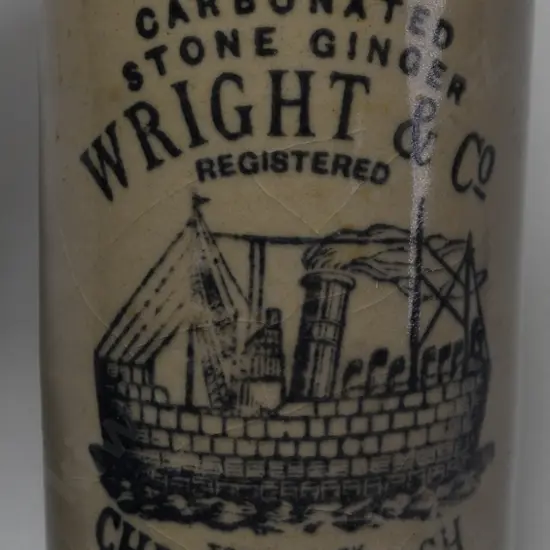 CARBONATED
STONE GINGER
WRIGHT & Co
REGISTERED